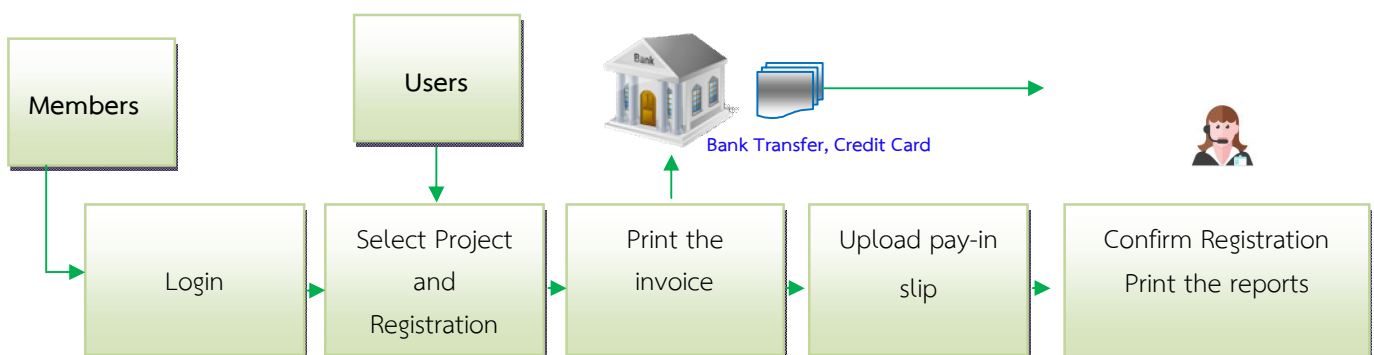 Members
Users
Bank
Bank Transfer, Credit Card
Login
Select Project
and
Registration
Print the
invoice
Upload pay-in
slip
Confirm Registration
Print the reports